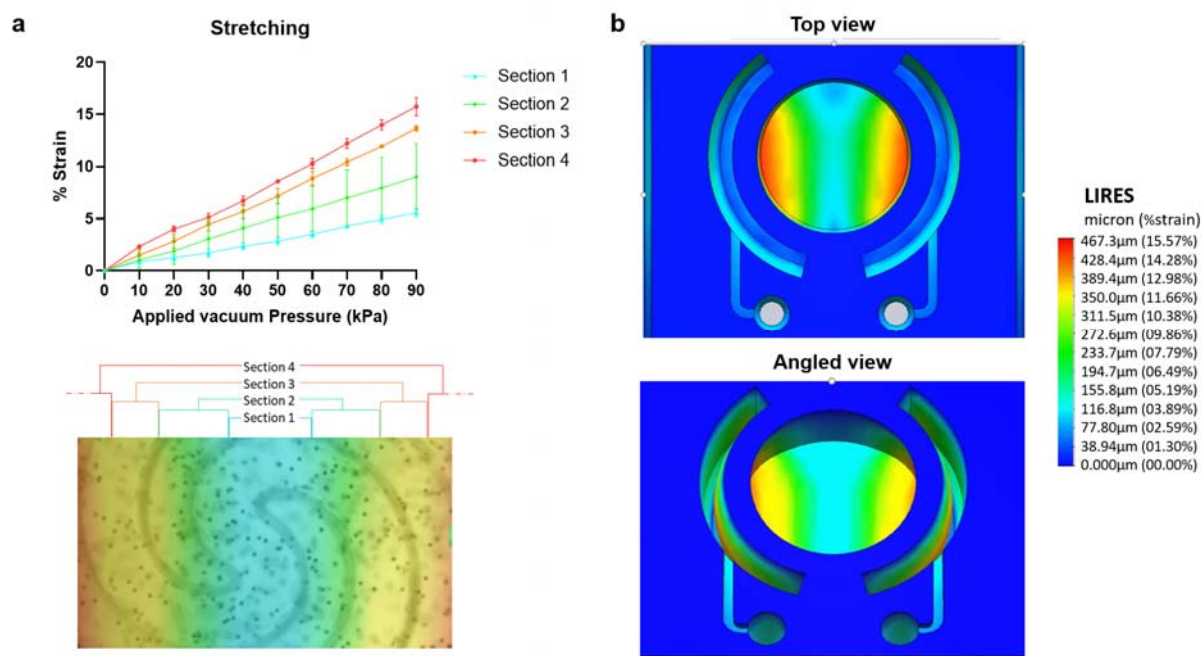 a
Stretching
% Strain
15
10
5
0
0 10 20 30 40 50 60 70 80 90
Applied vacuum Pressure (kPa)
Section 1
Section 2
Section 3
Section 4
Section 4
Section 3
Section 2
Section 1
b
Top view
Angled view
LIRES
micron (%strain)
467.3µm (15.57%)
428.4µm (14.28%)
389.4µm (12.98%)
350.0µm (11.66%)
311.5µm (10.38%)
272.6µm (09.86%)
233.7µm (07.79%)
194.7µm (06.49%)
155.8µm (05.19%)
116.8µm (03.89%)
77.80µm (02.59%)
38.94µm (01.30%)
0.000µm (00.00%)